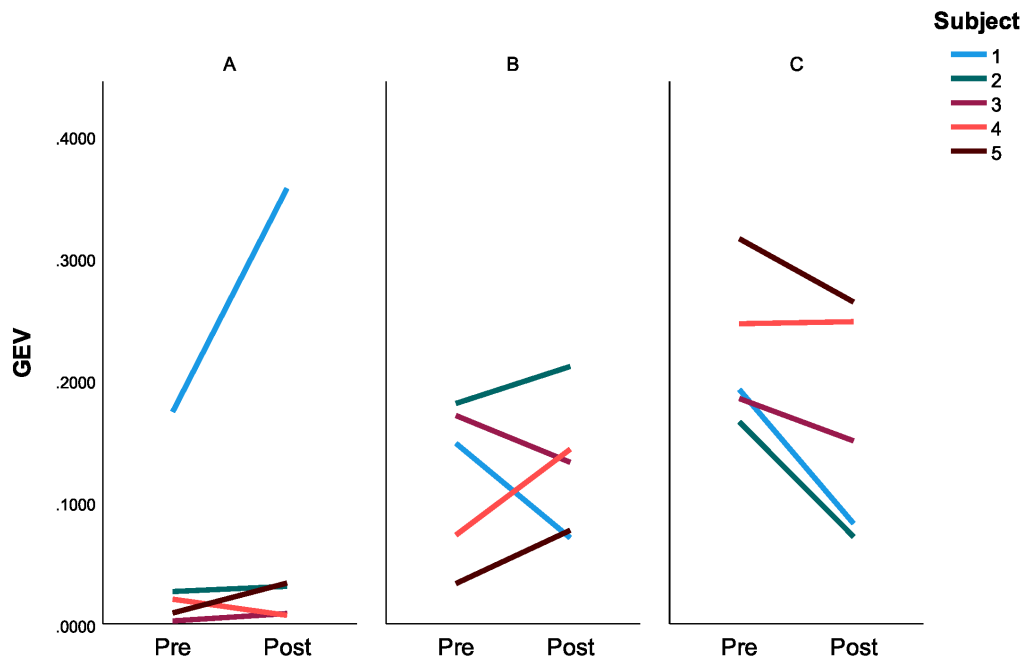 Subject
1
2
3
4
5
A
B
C
GEV
.4000
.3000
.2000
.1000
.0000
Pre Post Pre Post Pre Post